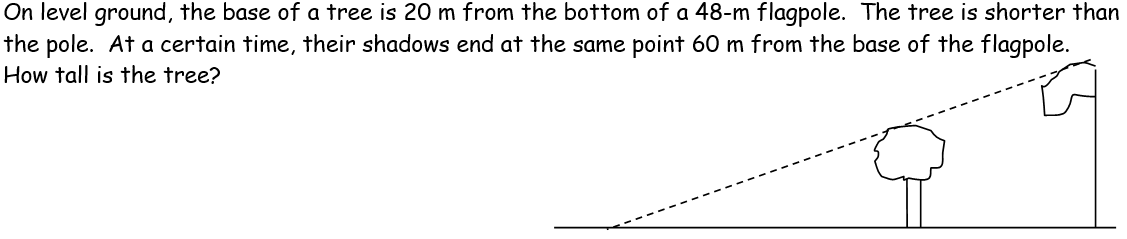 On level ground, the base of a tree is 20 m from the bottom of a 48-m flagpole.  The tree is shorter than
the pole.  At a certain time, their shadows end at the same point 60 m from the base of the flagpole.
How tall is the tree?